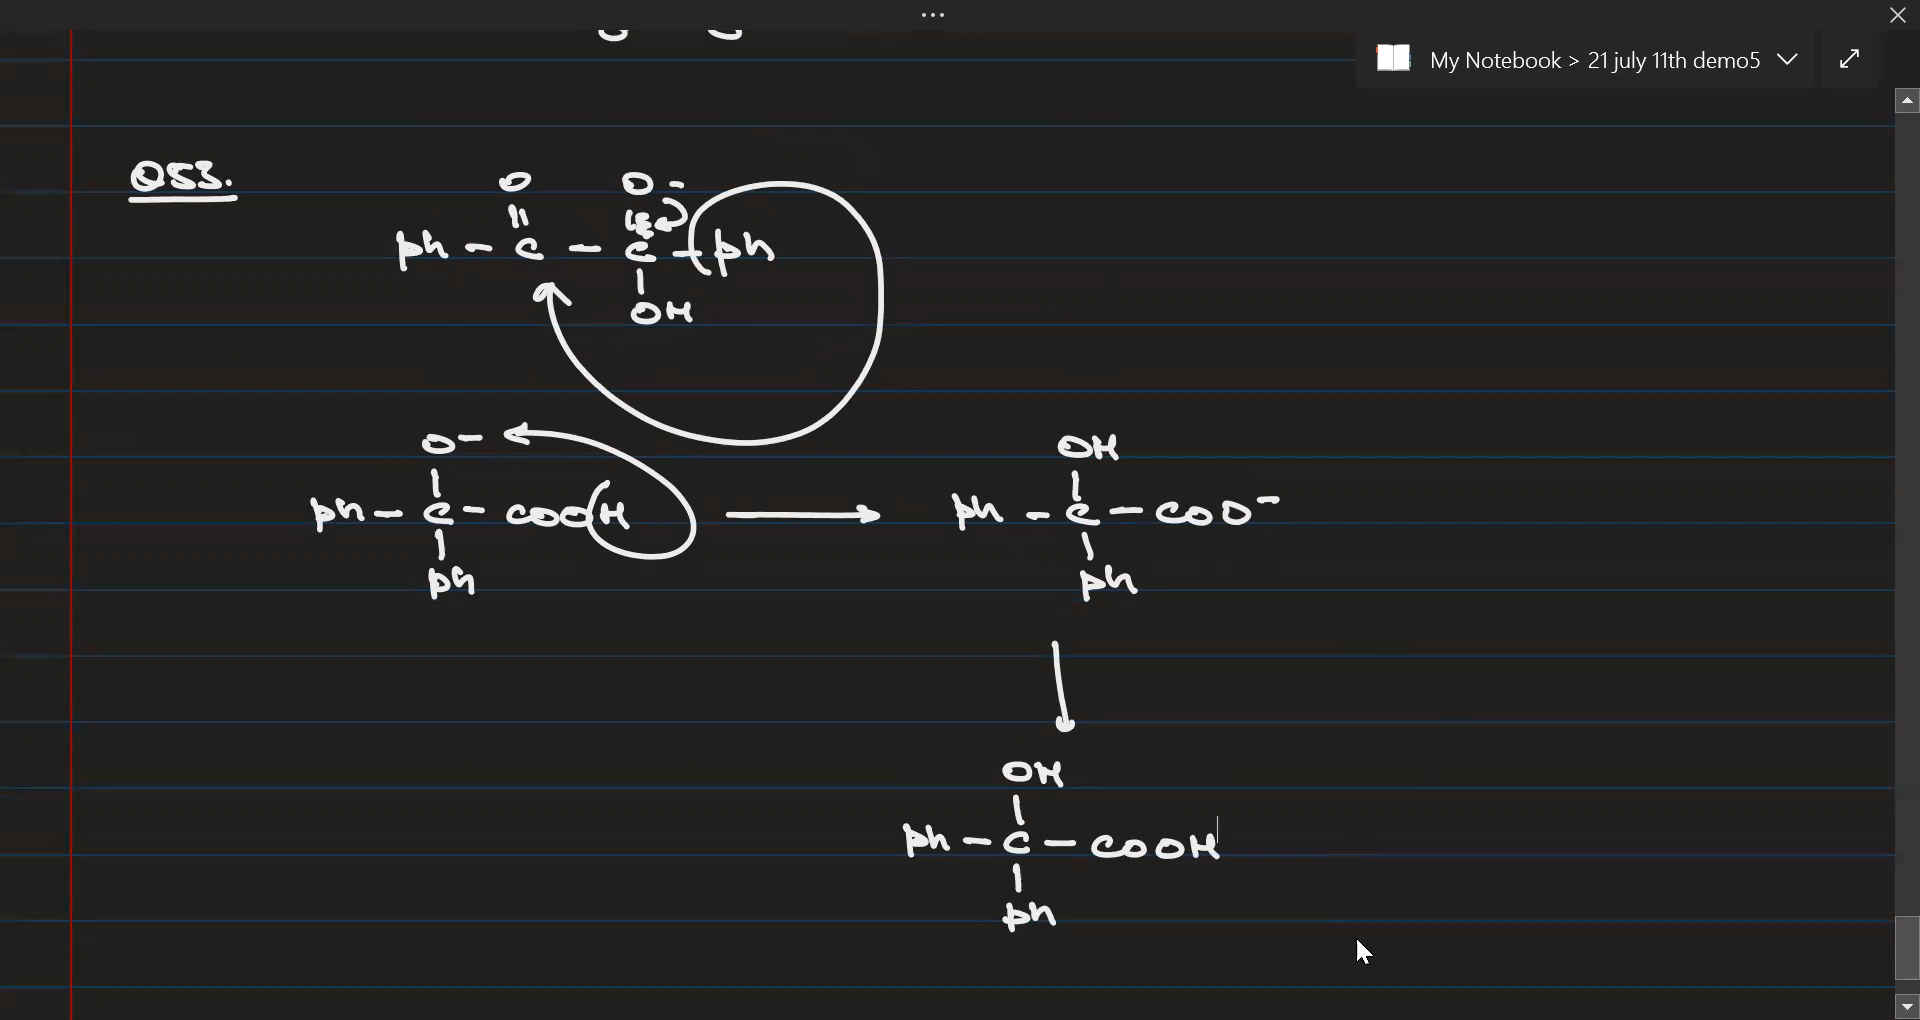 My Notebook > 21 july 11th demo5
Q53.
O O -
|| |
ph - C - C - ph
|
OH
O- OH
| |
ph - C - COOH ⟶ ph - C - COO-
| |
ph ph
↓
OH
|
ph - C - COOH
|
ph